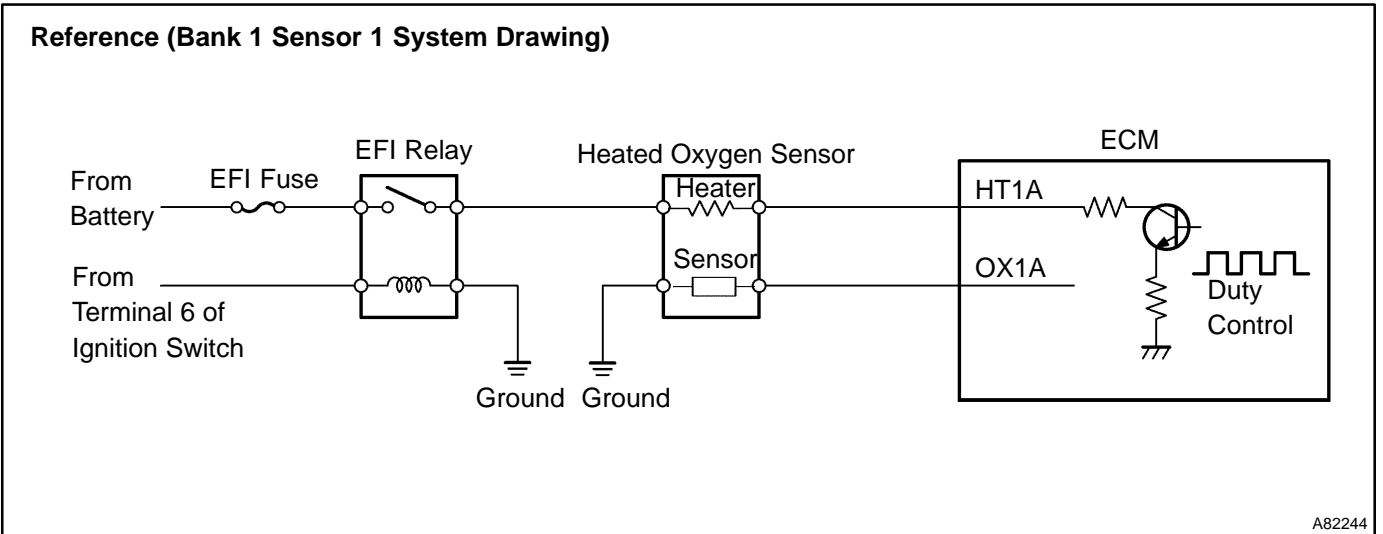 Reference (Bank 1 Sensor 1 System Drawing)
EFI Relay
Heated Oxygen Sensor
ECM
From
Battery
EFI Fuse
Heater
HT1A
From
Terminal 6 of
Ignition Switch
Sensor
OX1A
Duty
Control
Ground
Ground
A82244